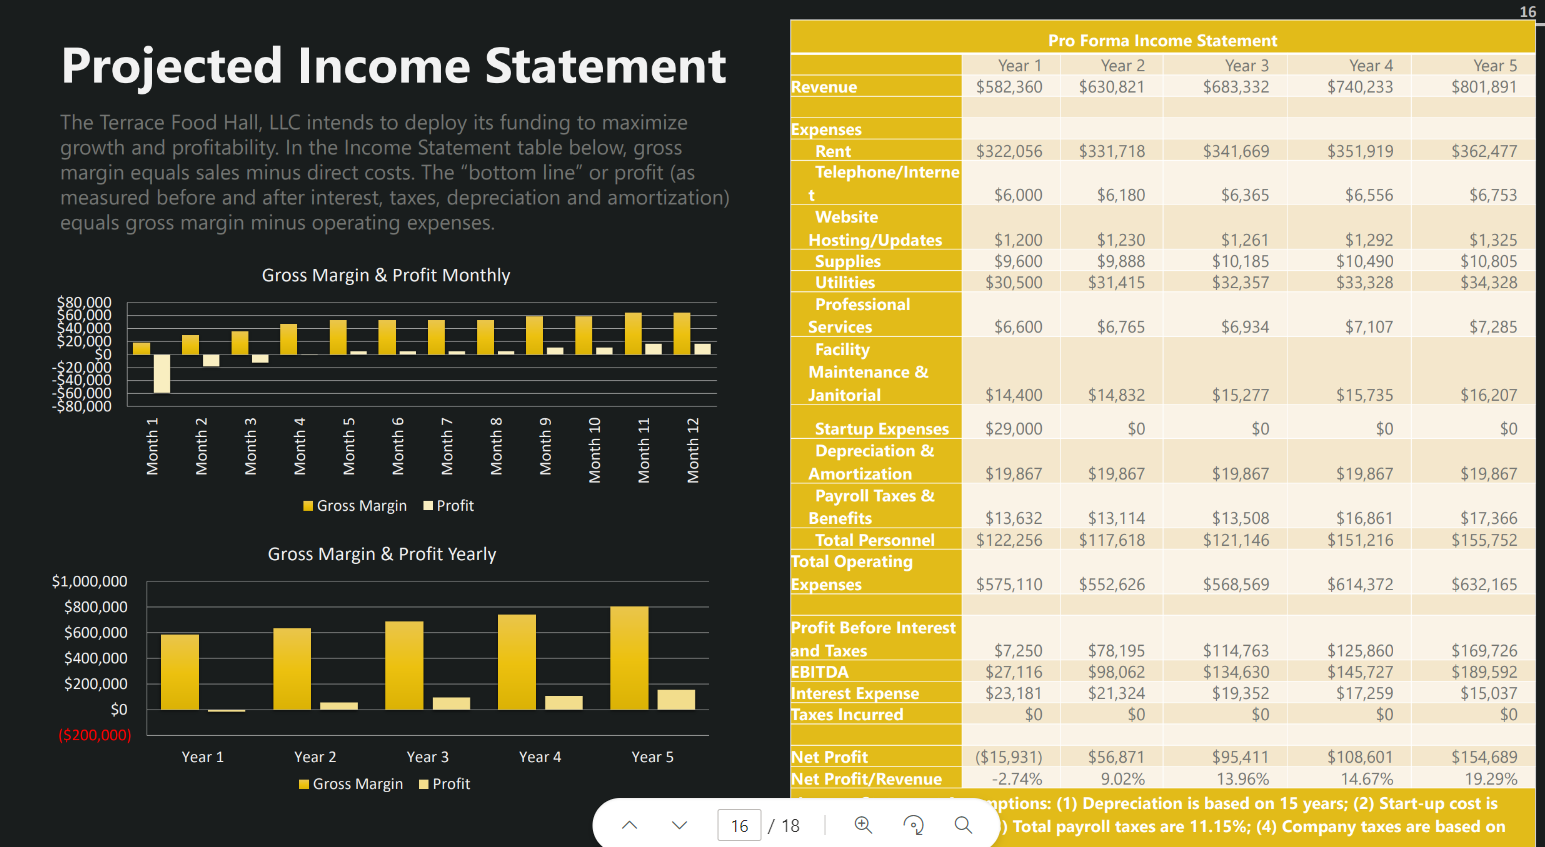 16
Projected Income Statement
The Terrace Food Hall, LLC intends to deploy its funding to maximize
growth and profitability. In the Income Statement table below, gross
margin equals sales minus direct costs. The “bottom line” or profit (as
measured before and after interest, taxes, depreciation and amortization)
equals gross margin minus operating expenses.
Gross Margin & Profit Monthly
$80,000
$60,000
$40,000
$20,000
$0
-$20,000
-$40,000
-$60,000
-$80,000
Month 1 Month 2 Month 3 Month 4 Month 5 Month 6 Month 7 Month 8 Month 9 Month 10 Month 11 Month 12
Gross Margin Profit
Gross Margin & Profit Yearly
$1,000,000
$800,000
$600,000
$400,000
$200,000
$0
($200,000)
Year 1 Year 2 Year 3 Year 4 Year 5
Gross Margin Profit
Pro Forma Income Statement
Year 1 Year 2 Year 3 Year 4 Year 5
Revenue $582,360 $630,821 $683,332 $740,233 $801,891
Expenses
Rent $322,056 $331,718 $341,669 $351,919 $362,477
Telephone/Interne
t $6,000 $6,180 $6,365 $6,556 $6,753
Website
Hosting/Updates $1,200 $1,230 $1,261 $1,292 $1,325
Supplies $9,600 $9,888 $10,185 $10,490 $10,805
Utilities $30,500 $31,415 $32,357 $33,328 $34,328
Professional
Services $6,600 $6,765 $6,934 $7,107 $7,285
Facility
Maintenance &
Janitorial $14,400 $14,832 $15,277 $15,735 $16,207
Startup Expenses $29,000 $0 $0 $0 $0
Depreciation &
Amortization $19,867 $19,867 $19,867 $19,867 $19,867
Payroll Taxes &
Benefits $13,632 $13,114 $13,508 $16,861 $17,366
Total Personnel $122,256 $117,618 $121,146 $151,216 $155,752
Total Operating
Expenses $575,110 $552,626 $568,569 $614,372 $632,165
Profit Before Interest
and Taxes $7,250 $78,195 $114,763 $125,860 $169,726
EBITDA $27,116 $98,062 $134,630 $145,727 $189,592
Interest Expense $23,181 $21,324 $19,352 $17,259 $15,037
Taxes Incurred $0 $0 $0 $0 $0
Net Profit ($15,931) $56,871 $95,411 $108,601 $154,689
Net Profit/Revenue -2.74% 9.02% 13.96% 14.67% 19.29%
(1) Depreciation is based on 15 years; (2) Start-up cost is
Total payroll taxes are 11.15%; (4) Company taxes are based on
16 / 18